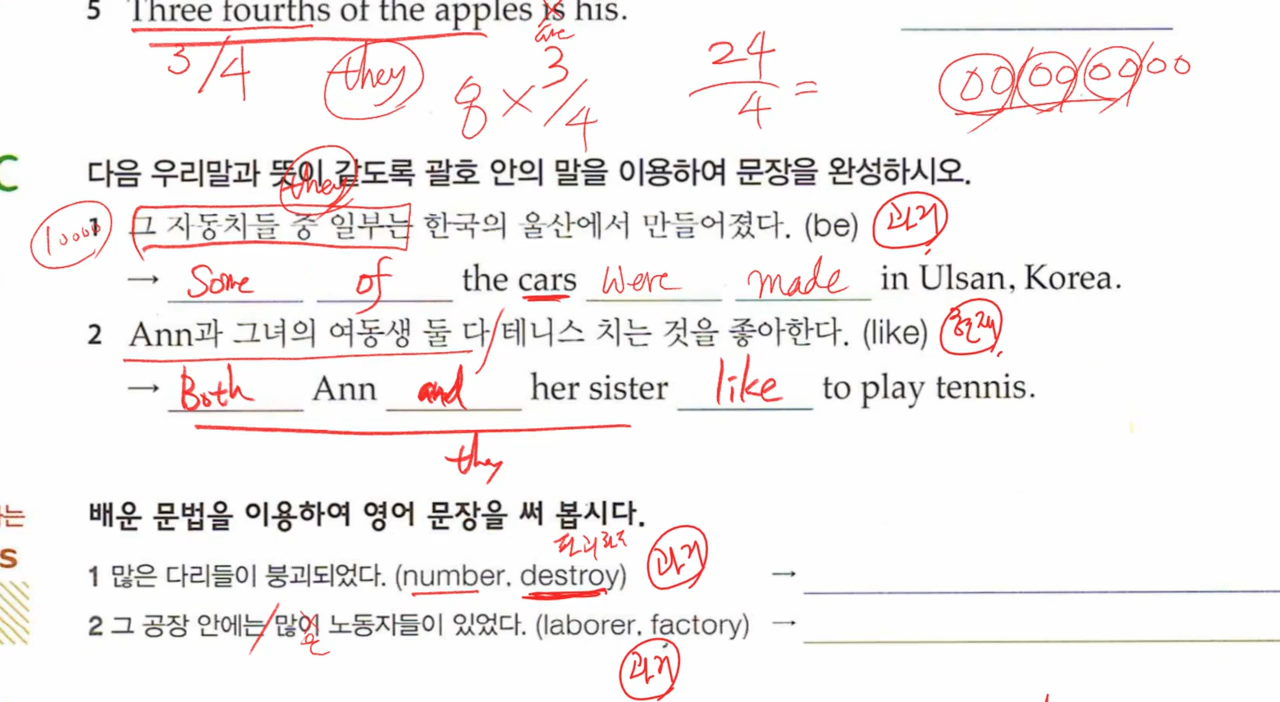 5 Three fourths of the apples is his.
are
3/4 they 8 × 3/4 24/4 =
C 다음 우리말과 뜻이 같도록 괄호 안의 말을 이용하여 문장을 완성하시오.
they
10000 1 그 자동차들 중 일부는 한국의 울산에서 만들어졌다. (be) 과거
→ Some of the cars were made in Ulsan, Korea.
2 Ann과 그녀의 여동생 둘 다/테니스 치는 것을 좋아한다. (like) 현재
→ Both Ann and her sister like to play tennis.
they
는 배운 문법을 이용하여 영어 문장을 써 봅시다.
S
1 많은 다리들이 붕괴되었다. (number, destroy) 과거 →
2 그 공장 안에는/많이 노동자들이 있었다. (laborer, factory) →
은
과거